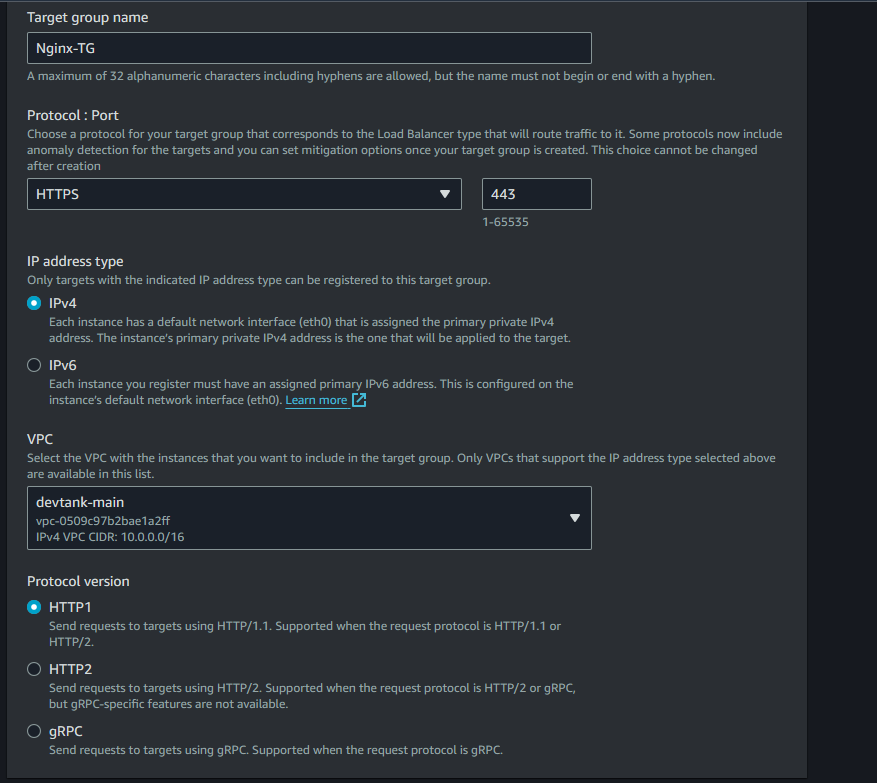 Target group name
Nginx-TG
A maximum of 32 alphanumeric characters including hyphens are allowed, but the name must not begin or end with a hyphen.
Protocol : Port
Choose a protocol for your target group that corresponds to the Load Balancer type that will route traffic to it. Some protocols now include
anomaly detection for the targets and you can set mitigation options once your target group is created. This choice cannot be changed
after creation
HTTPS
443
1-65535
IP address type
Only targets with the indicated IP address type can be registered to this target group.
IPv4
Each instance has a default network interface (eth0) that is assigned the primary private IPv4
address. The instance's primary private IPv4 address is the one that will be applied to the target.
IPv6
Each instance you register must have an assigned primary IPv6 address. This is configured on the
instance's default network interface (eth0). Learn more
VPC
Select the VPC with the instances that you want to include in the target group. Only VPCs that support the IP address type selected above
are available in this list.
devtank-main
vpc-0509c97b2bae1a2ff
IPv4 VPC CIDR: 10.0.0.0/16
Protocol version
HTTP1
Send requests to targets using HTTP/1.1. Supported when the request protocol is HTTP/1.1 or
HTTP/2.
HTTP2
Send requests to targets using HTTP/2. Supported when the request protocol is HTTP/2 or gRPC,
but gRPC-specific features are not available.
gRPC
Send requests to targets using gRPC. Supported when the request protocol is gRPC.